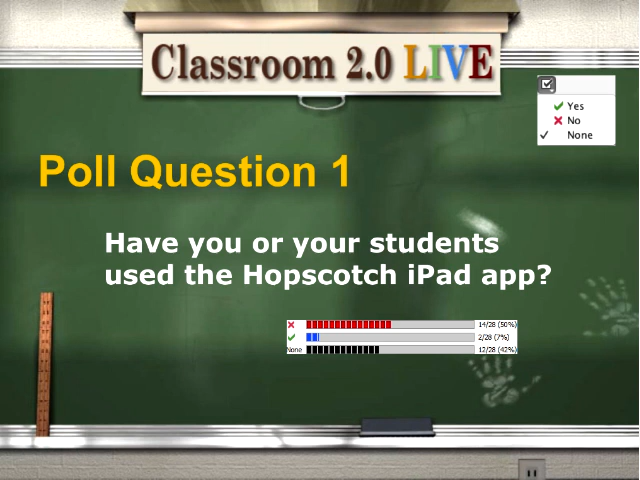 Classroom 2.0 LIVE
Yes
No
None
Poll Question 1
Have you or your students
used the Hopscotch iPad app?
14/28 (50%)
2/28 (7%)
None 12/28 (42%)